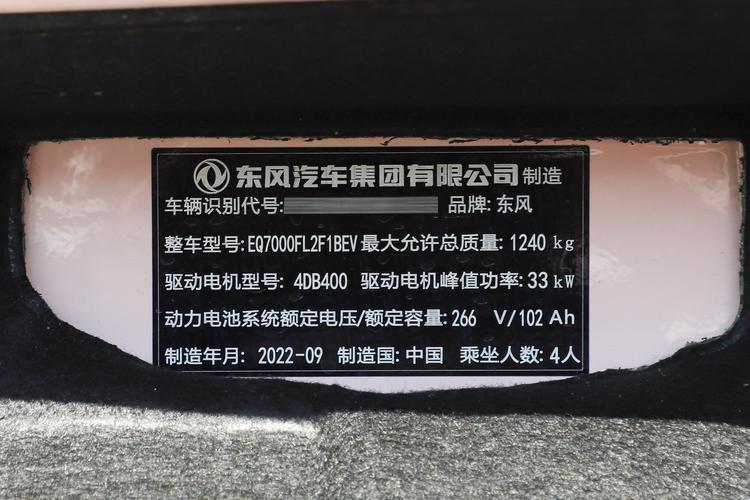 东风汽车集团有限公司制造
车辆识别代号: 品牌: 东风
整车型号: EQ7000FL2F1BEV 最大允许总质量: 1240 kg
驱动电机型号: 4DB400 驱动电机峰值功率: 33 kW
动力电池系统额定电压/额定容量: 266 V/102 Ah
制造年月: 2022-09 制造国: 中国 乘坐人数: 4人